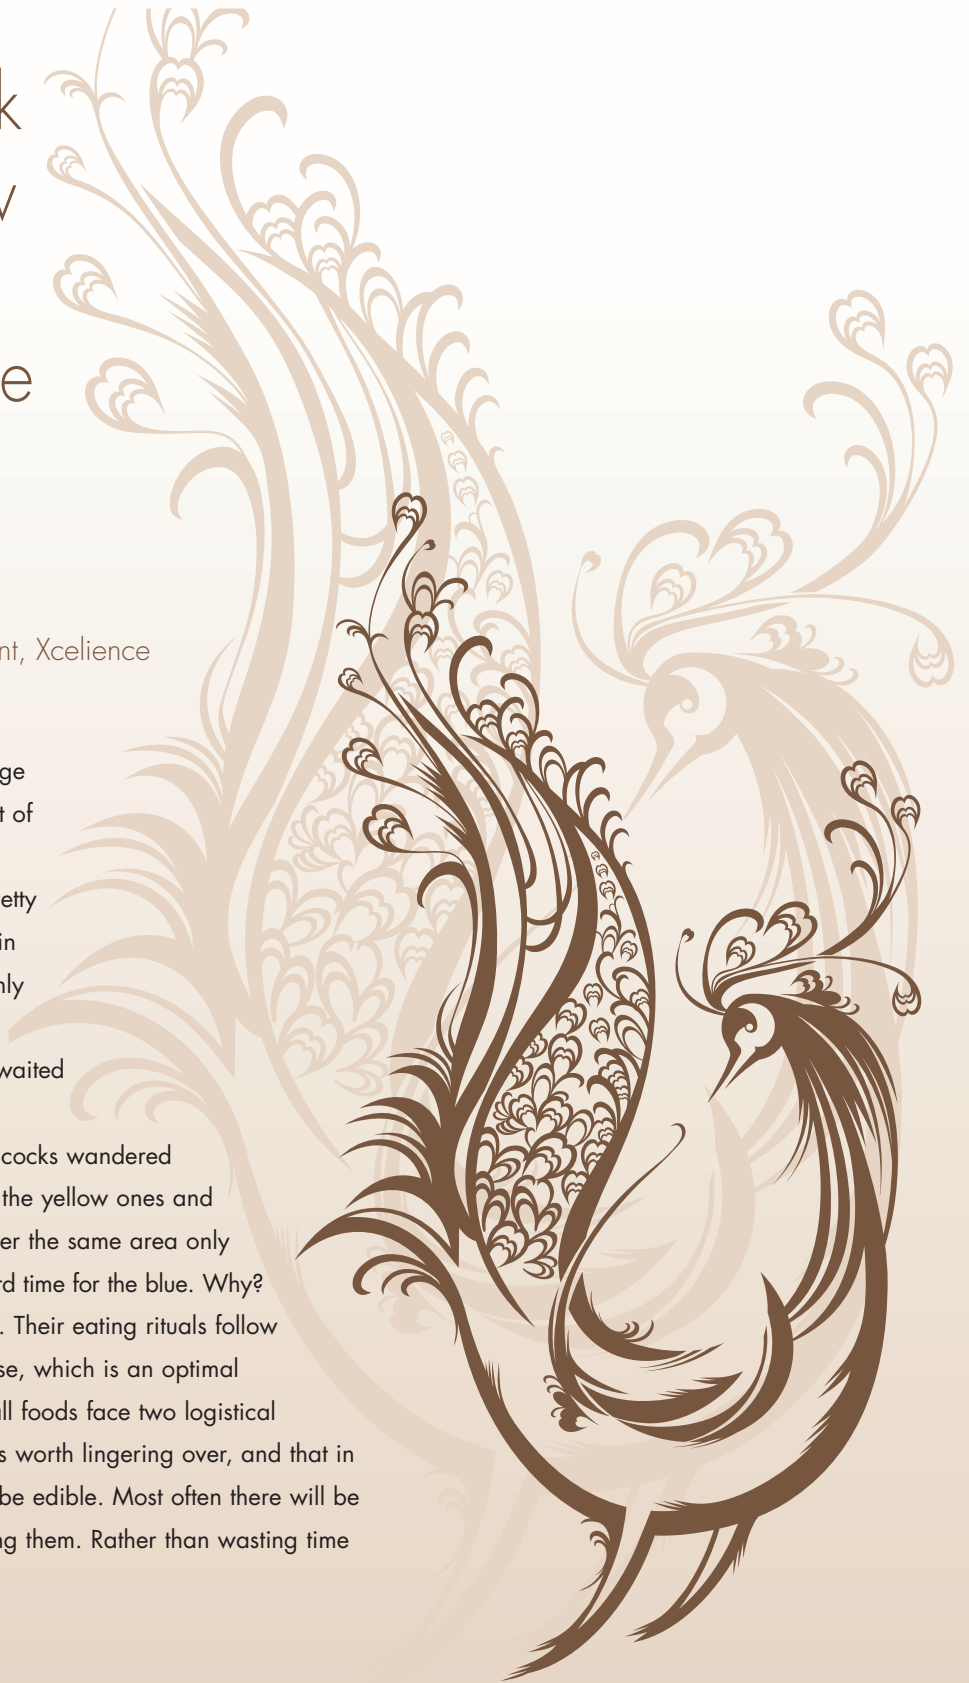 k
w
e
nt, Xcelience
ge
t of
etty
in
nly
waited
cocks wandered
the yellow ones and
er the same area only
rd time for the blue. Why?
. Their eating rituals follow
se, which is an optimal
ll foods face two logistical
s worth lingering over, and that in
be edible. Most often there will be
ng them. Rather than wasting time